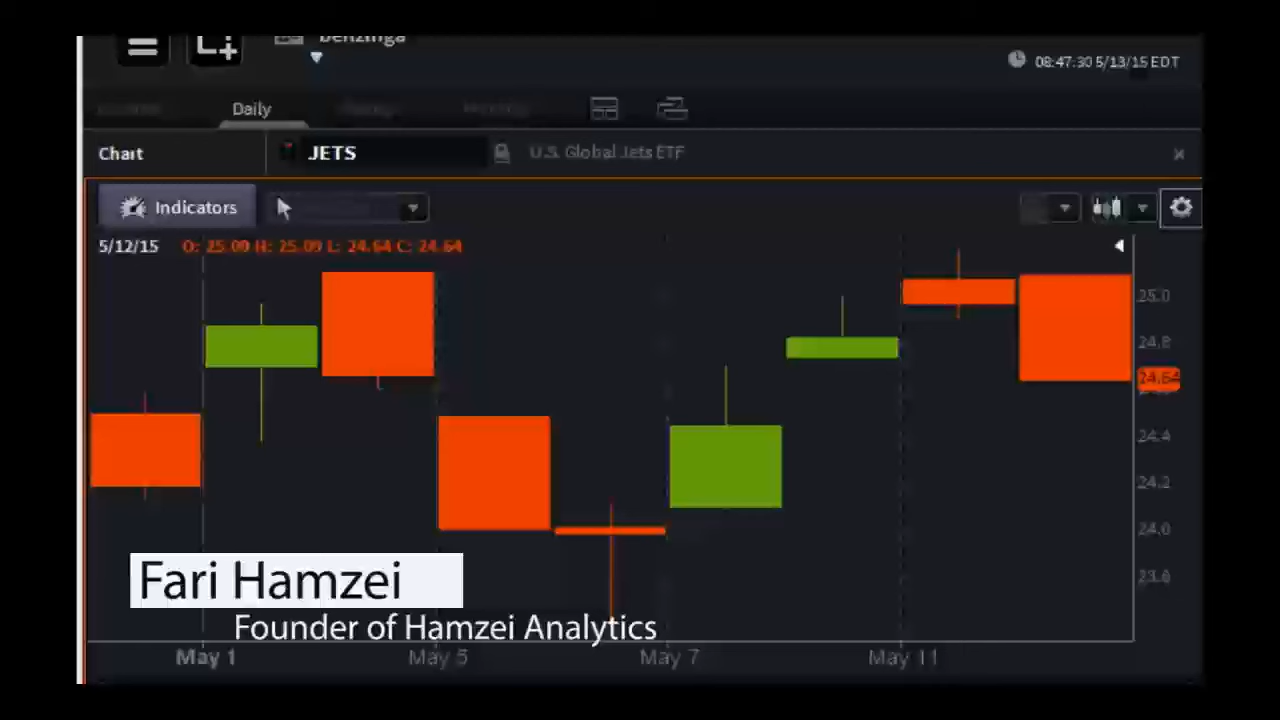 benzinga
08:47:30 5/13/15 EDT
Daily
Chart
JETS
U.S. Global Jets ETF
Indicators
5/12/15 O: 25.09 H: 25.09 L: 24.64 C: 24.64
25.0
24.8
24.64
24.4
24.2
24.0
23.8
Fari Hamzei
Founder of Hamzei Analytics
May 1 May 5 May 7 May 11